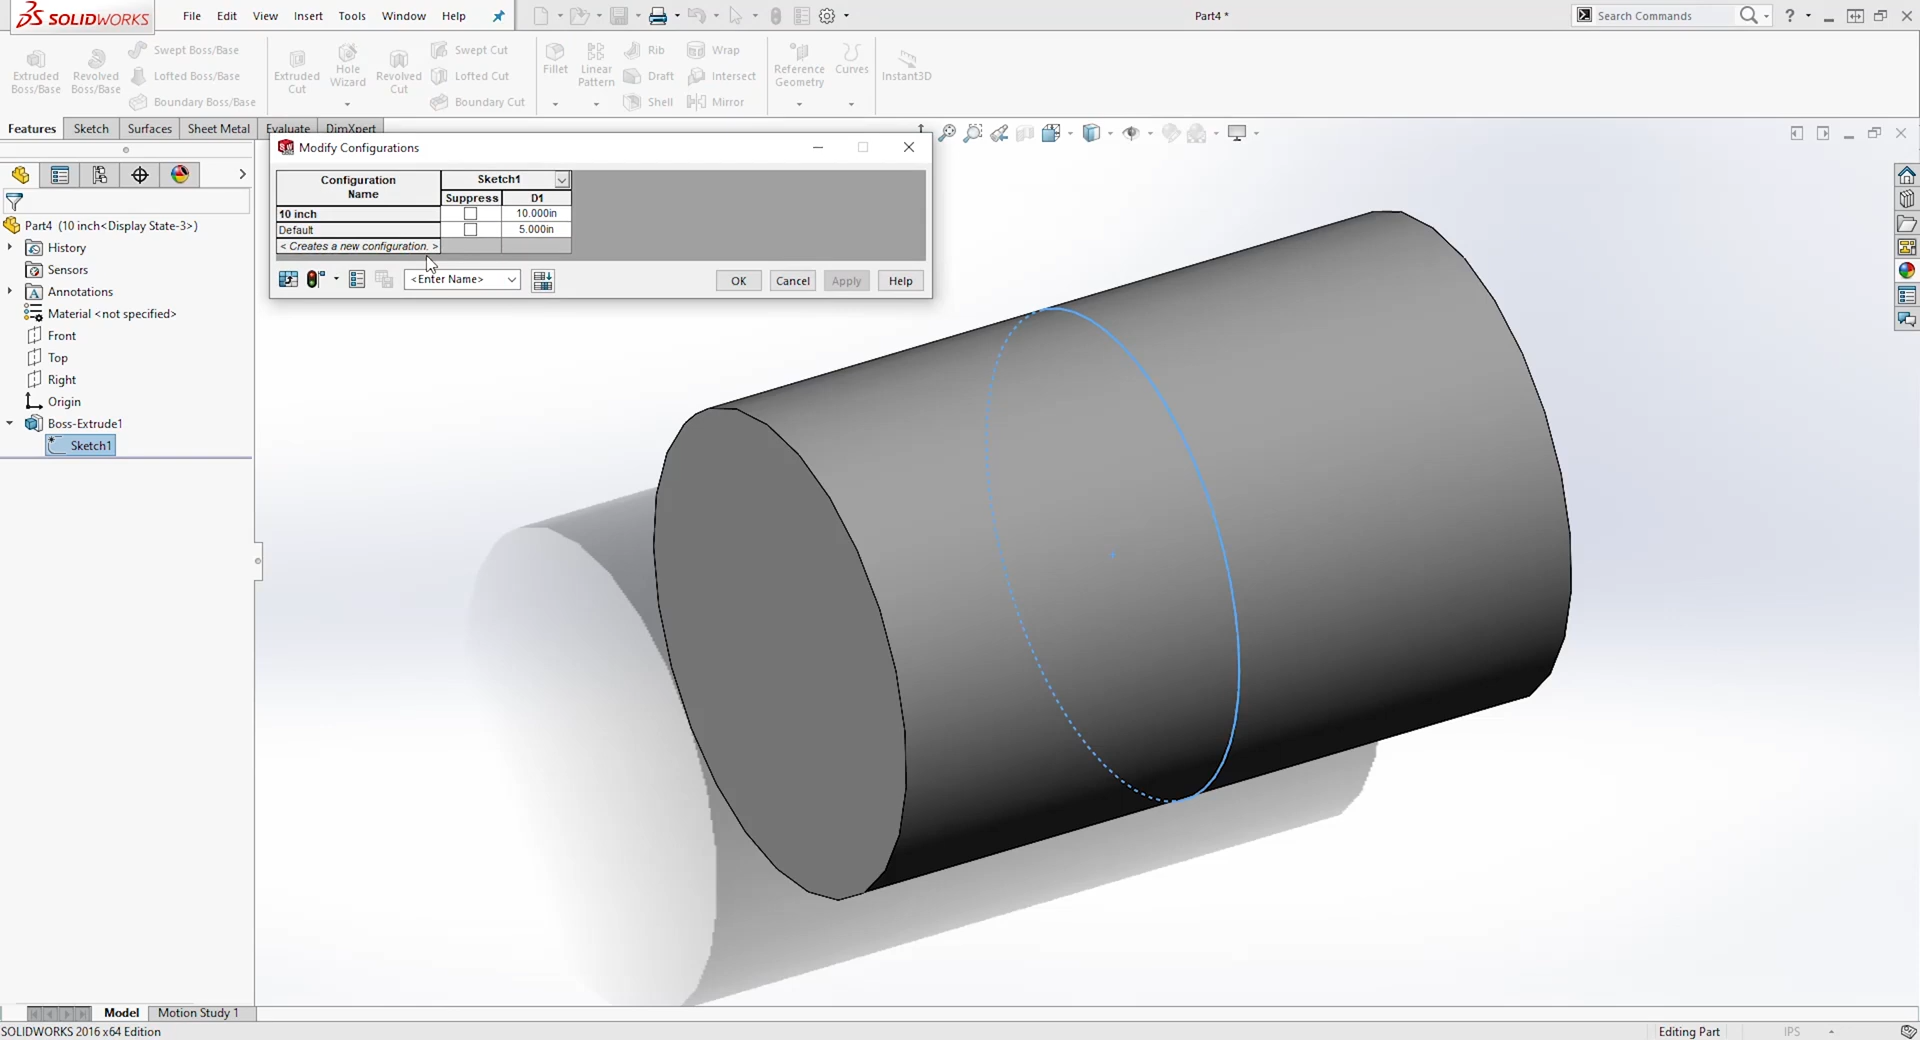 SOLIDWORKS File Edit View Insert Tools Window Help Part4 * Search Commands ?
Extruded Boss/Base
Revolved Boss/Base
Swept Boss/Base
Lofted Boss/Base
Boundary Boss/Base
Extruded Cut
Hole Wizard
Revolved Cut
Swept Cut
Lofted Cut
Boundary Cut
Fillet
Linear Pattern
Rib
Draft
Shell
Wrap
Intersect
Mirror
Reference Geometry
Curves
Instant3D
Features Sketch Surfaces Sheet Metal Evaluate DimXpert
Modify Configurations
Configuration Name Sketch1
Suppress D1
10 inch 10.000in
Default 5.000in
< Creates a new configuration. >
<Enter Name> OK Cancel Apply Help
Part4 (10 inch<Display State-3>)
History
Sensors
Annotations
Material <not specified>
Front
Top
Right
Origin
Boss-Extrude1
Sketch1
Model Motion Study 1
SOLIDWORKS 2016 x64 Edition Editing Part IPS